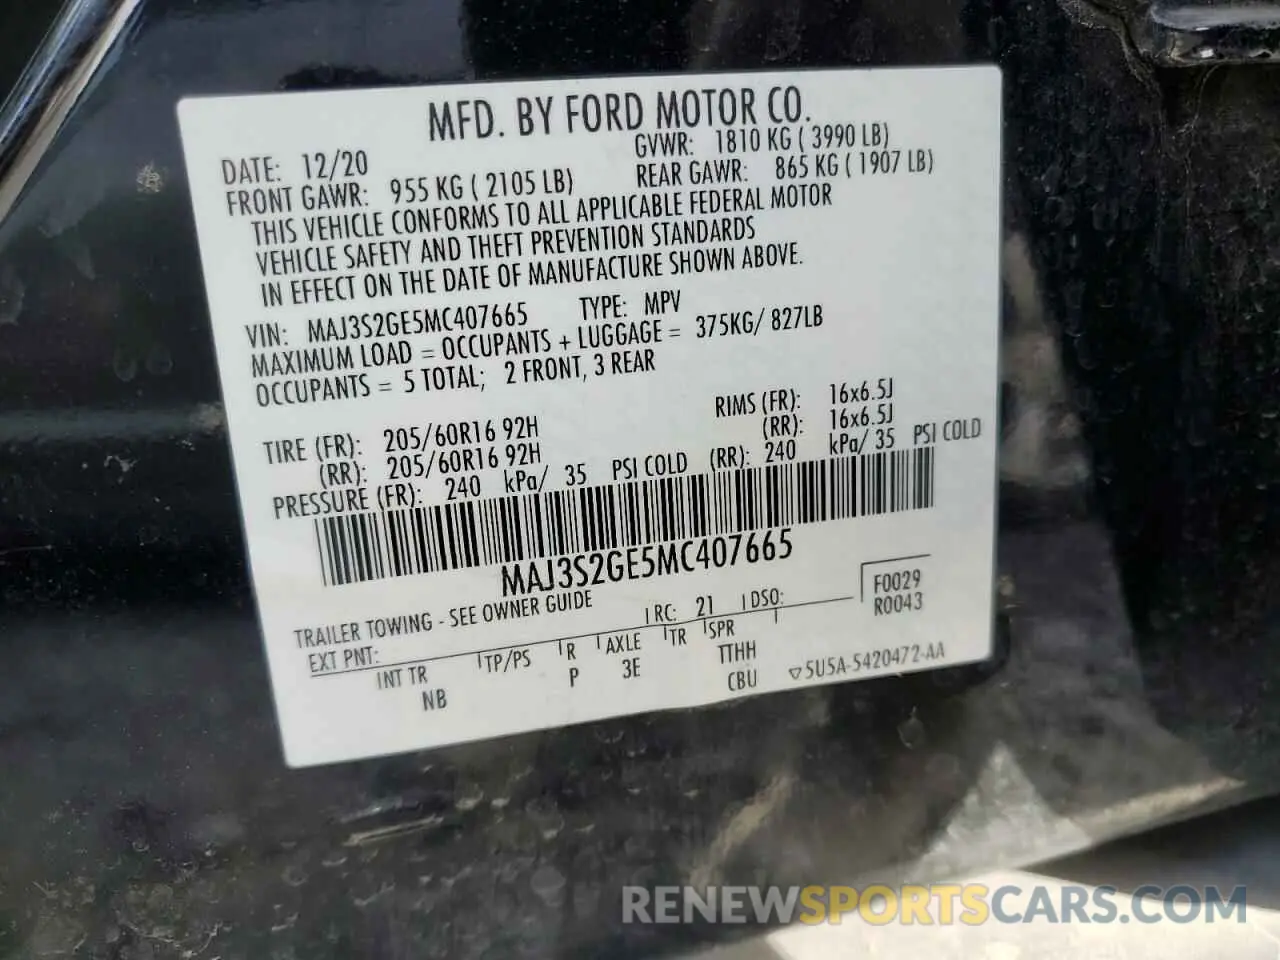 MFD. BY FORD MOTOR CO.
DATE: 12/20 GVWR: 1810 KG ( 3990 LB)
FRONT GAWR: 955 KG ( 2105 LB) REAR GAWR: 865 KG ( 1907 LB)
THIS VEHICLE CONFORMS TO ALL APPLICABLE FEDERAL MOTOR
VEHICLE SAFETY AND THEFT PREVENTION STANDARDS
IN EFFECT ON THE DATE OF MANUFACTURE SHOWN ABOVE.
VIN: MAJ3S2GE5MC407665 TYPE: MPV
MAXIMUM LOAD = OCCUPANTS + LUGGAGE = 375KG/ 827LB
OCCUPANTS = 5 TOTAL; 2 FRONT, 3 REAR
TIRE (FR): 205/60R16 92H RIMS (FR): 16x6.5J
(RR): 205/60R16 92H (RR): 16x6.5J
PRESSURE (FR): 240 kPa/ 35 PSI COLD (RR): 240 kPa/ 35 PSI COLD
MAJ3S2GE5MC407665
TRAILER TOWING - SEE OWNER GUIDE
EXT PNT: RC: 21 DSO: F0029
R0043
INT TR TP/PS R AXLE TR SPR
NB P 3E TTHH
CBU 5U5A-5420472-AA
RENEWSPORTSCARS.COM